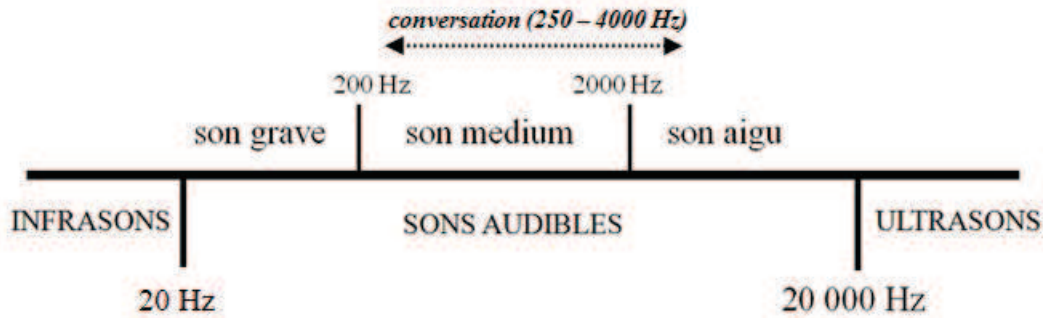 conversation (250 – 4000 Hz)
200 Hz 2000 Hz
son grave son medium son aigu
INFRASONS SONS AUDIBLES ULTRASONS
20 Hz 20 000 Hz